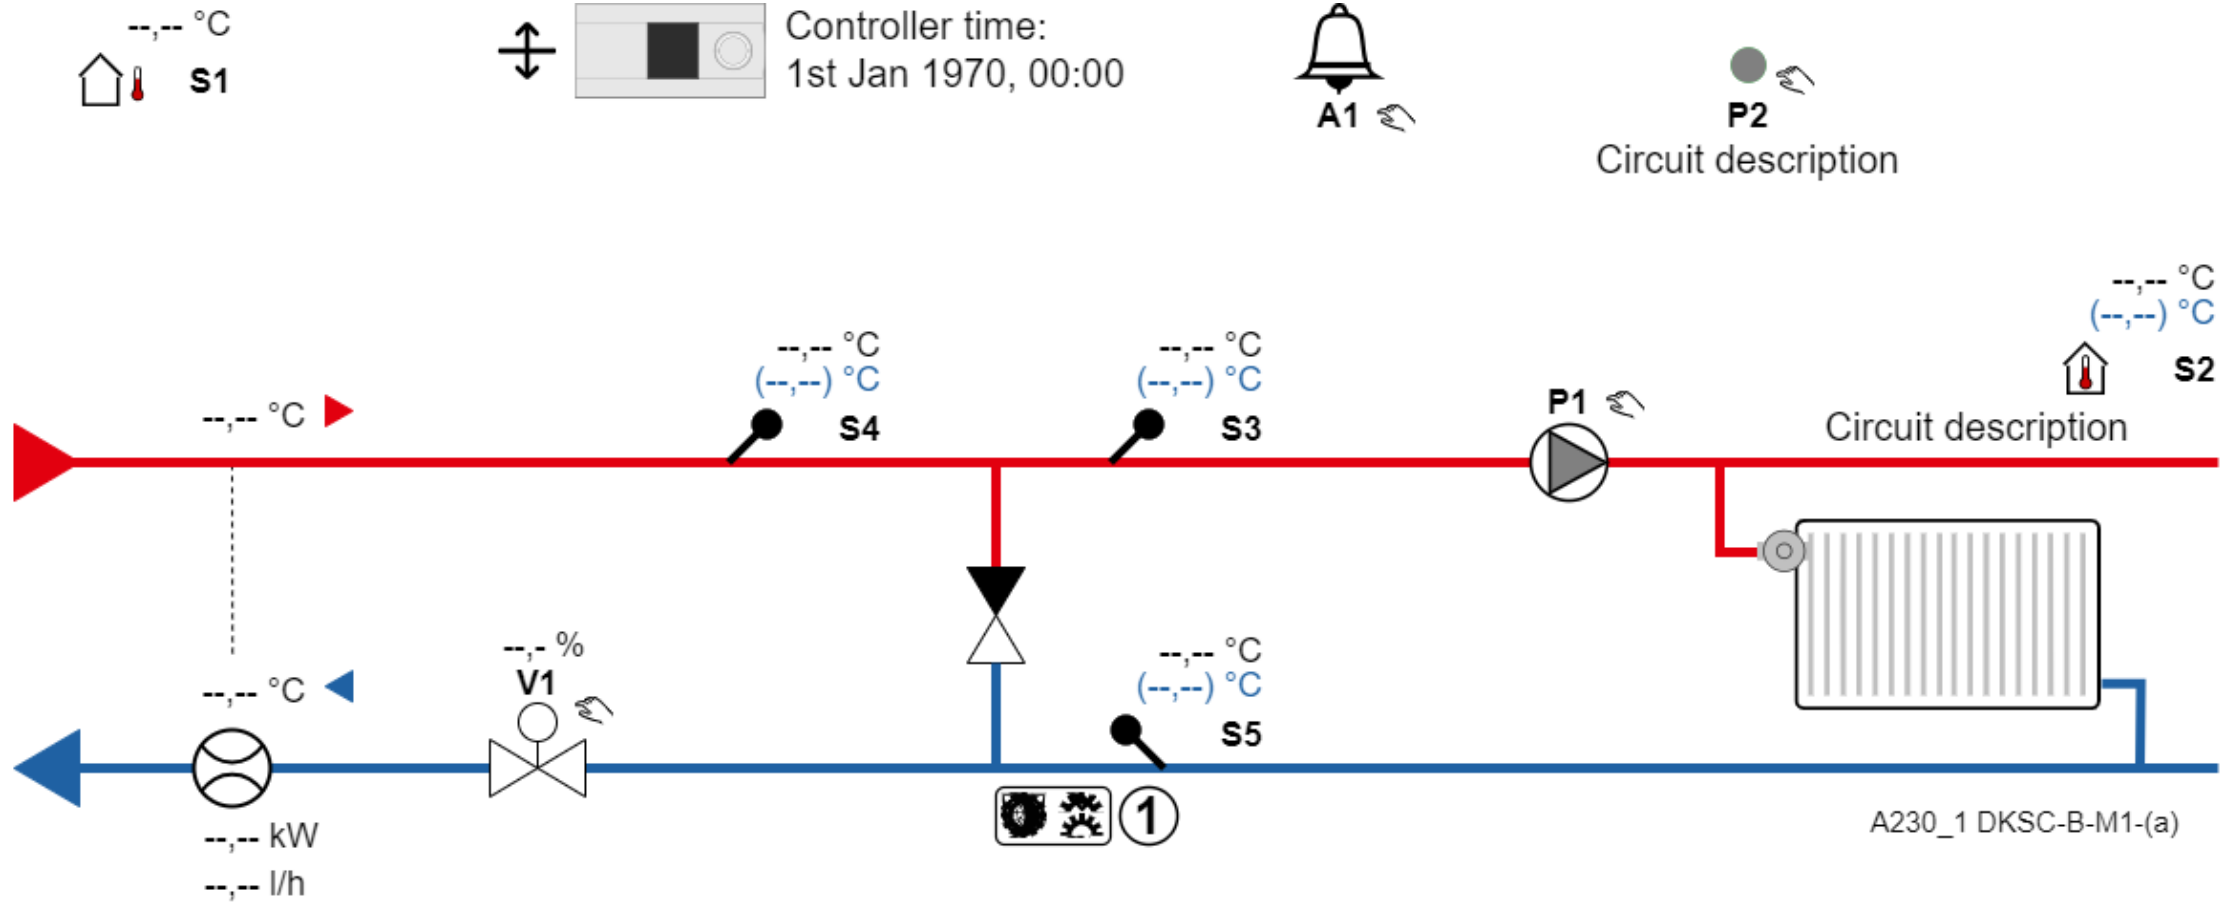 --,-- °C
S1
Controller time:
1st Jan 1970, 00:00
A1
P2
Circuit description
--,-- °C
(--,--) °C
S2
--,-- °C
(--,--) °C
S4
--,-- °C
(--,--) °C
S3
P1
Circuit description
--,-- °C
--,- %
V1
--,-- °C
--,-- °C
(--,--) °C
S5
1
A230_1 DKSC-B-M1-(a)
--,-- kW
--,-- l/h